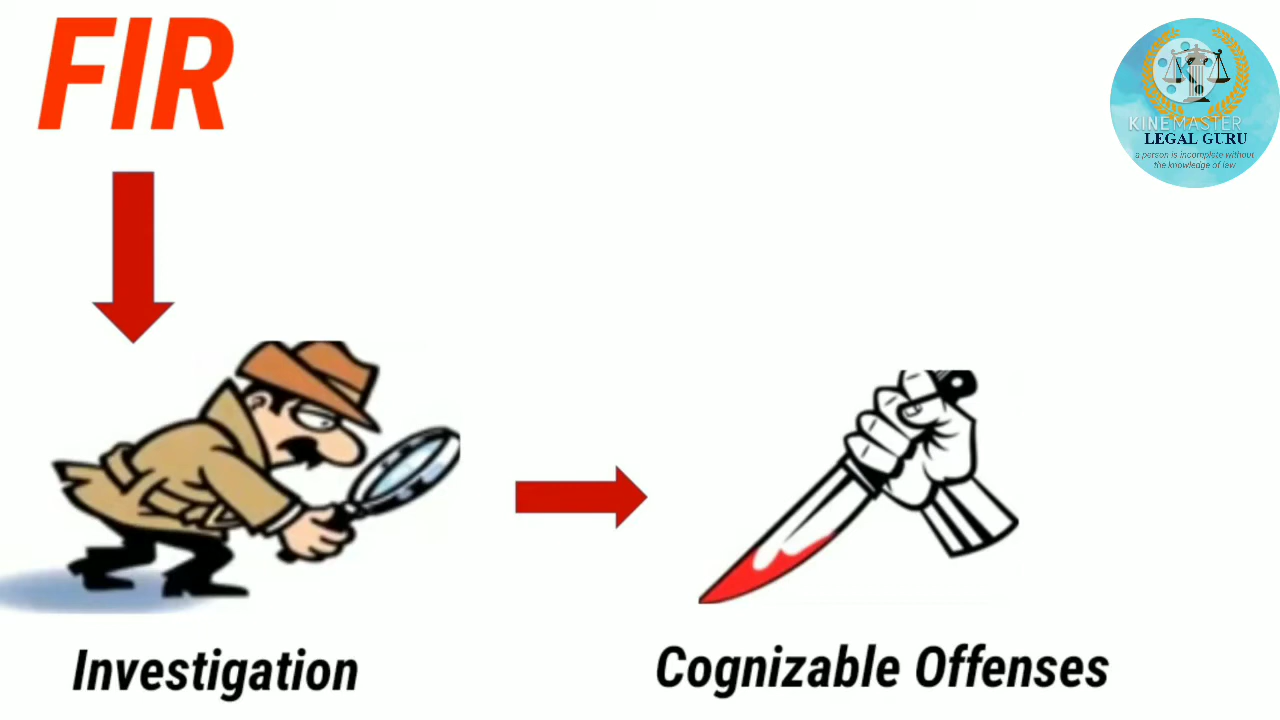 FIR
KINEMASTER
LEGAL GURU
a person is incomplete without
the knowledge of law
Investigation
Cognizable Offenses